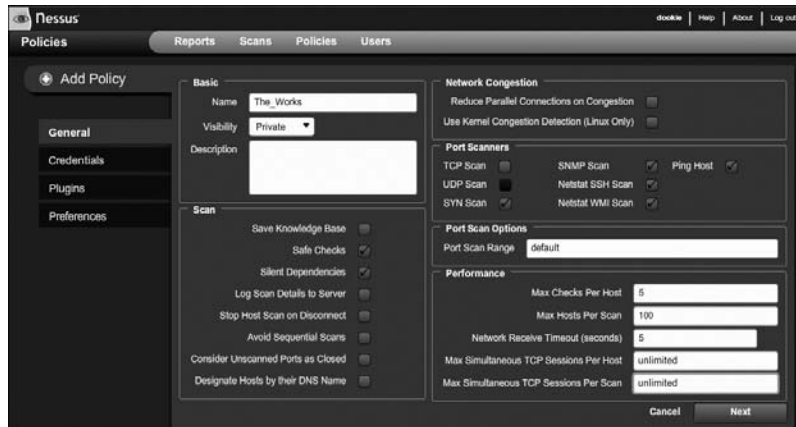 nessus
dookie | Help | About | Log out
Policies
Reports Scans Policies Users
Add Policy
General
Credentials
Plugins
Preferences
Basic
Name The_Works
Visibility Private
Description
Scan
Save Knowledge Base
Safe Checks
Silent Dependencies
Log Scan Details to Server
Stop Host Scan on Disconnect
Avoid Sequential Scans
Consider Unscanned Ports as Closed
Designate Hosts by their DNS Name
Network Congestion
Reduce Parallel Connections on Congestion
Use Kernel Congestion Detection (Linux Only)
Port Scanners
TCP Scan SNMP Scan Ping Host
UDP Scan Netstat SSH Scan
SYN Scan Netstat WMI Scan
Port Scan Options
Port Scan Range default
Performance
Max Checks Per Host 5
Max Hosts Per Scan 100
Network Receive Timeout (seconds) 5
Max Simultaneous TCP Sessions Per Host unlimited
Max Simultaneous TCP Sessions Per Scan unlimited
Cancel Next